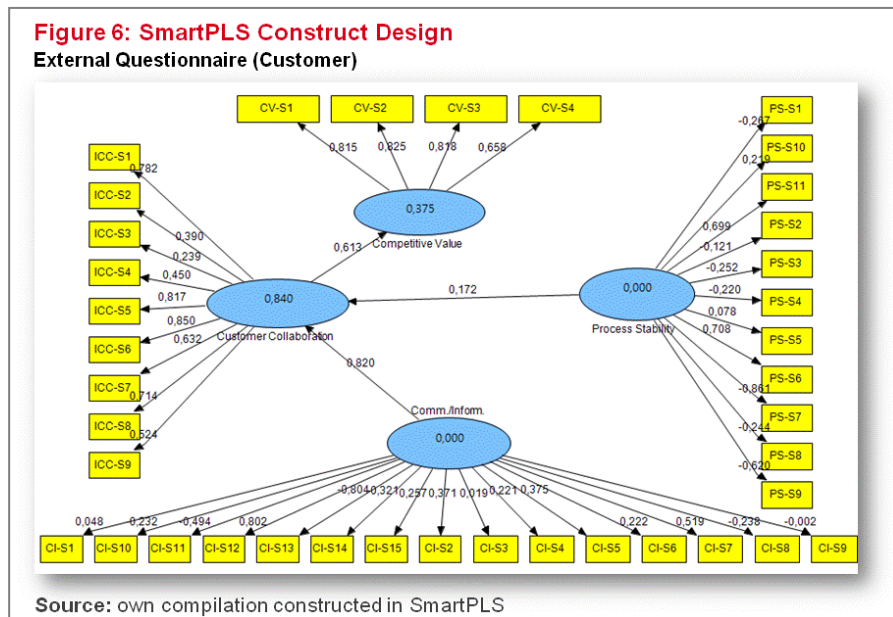 Figure 6: SmartPLS Construct Design
External Questionnaire (Customer)
CV-S1 CV-S2 CV-S3 CV-S4
0,815 0,825 0,818 0,658
0,375
Competitive Value
ICC-S1
ICC-S2
ICC-S3
ICC-S4
ICC-S5
ICC-S6
ICC-S7
ICC-S8
ICC-S9
0,782
0,390
0,239
0,450
0,817
0,850
0,632
0,714
0,524
0,840
Customer Collaboration
0,613
0,172
0,820
0,000
Process Stability
PS-S1
PS-S10
PS-S11
PS-S2
PS-S3
PS-S4
PS-S5
PS-S6
PS-S7
PS-S8
PS-S9
-0,267
0,219
0,699
-0,121
-0,252
-0,220
0,078
0,708
-0,861
-0,244
-0,620
Comm./Inform.
0,000
0,048 0,232 -0,494 0,802 -0,804 0,321 0,257 0,371 0,019 0,221 0,375 0,222 0,519 -0,238 -0,002
CI-S1 CI-S10 CI-S11 CI-S12 CI-S13 CI-S14 CI-S15 CI-S2 CI-S3 CI-S4 CI-S5 CI-S6 CI-S7 CI-S8 CI-S9
Source: own compilation constructed in SmartPLS